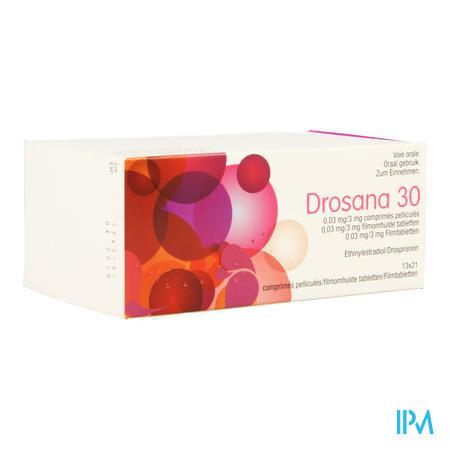 Voie orale.
Oraal gebruik.
Zum Einnehmen.
Drosana 30
0,03 mg/3 mg comprimés pelliculés
0,03 mg/3 mg filmomhulde tabletten
0,03 mg/3 mg Filmtabletten
Ethinylestradiol/Drospirenon
13x21
comprimés pelliculés/filmomhulde tabletten/Filmtabletten
IPM